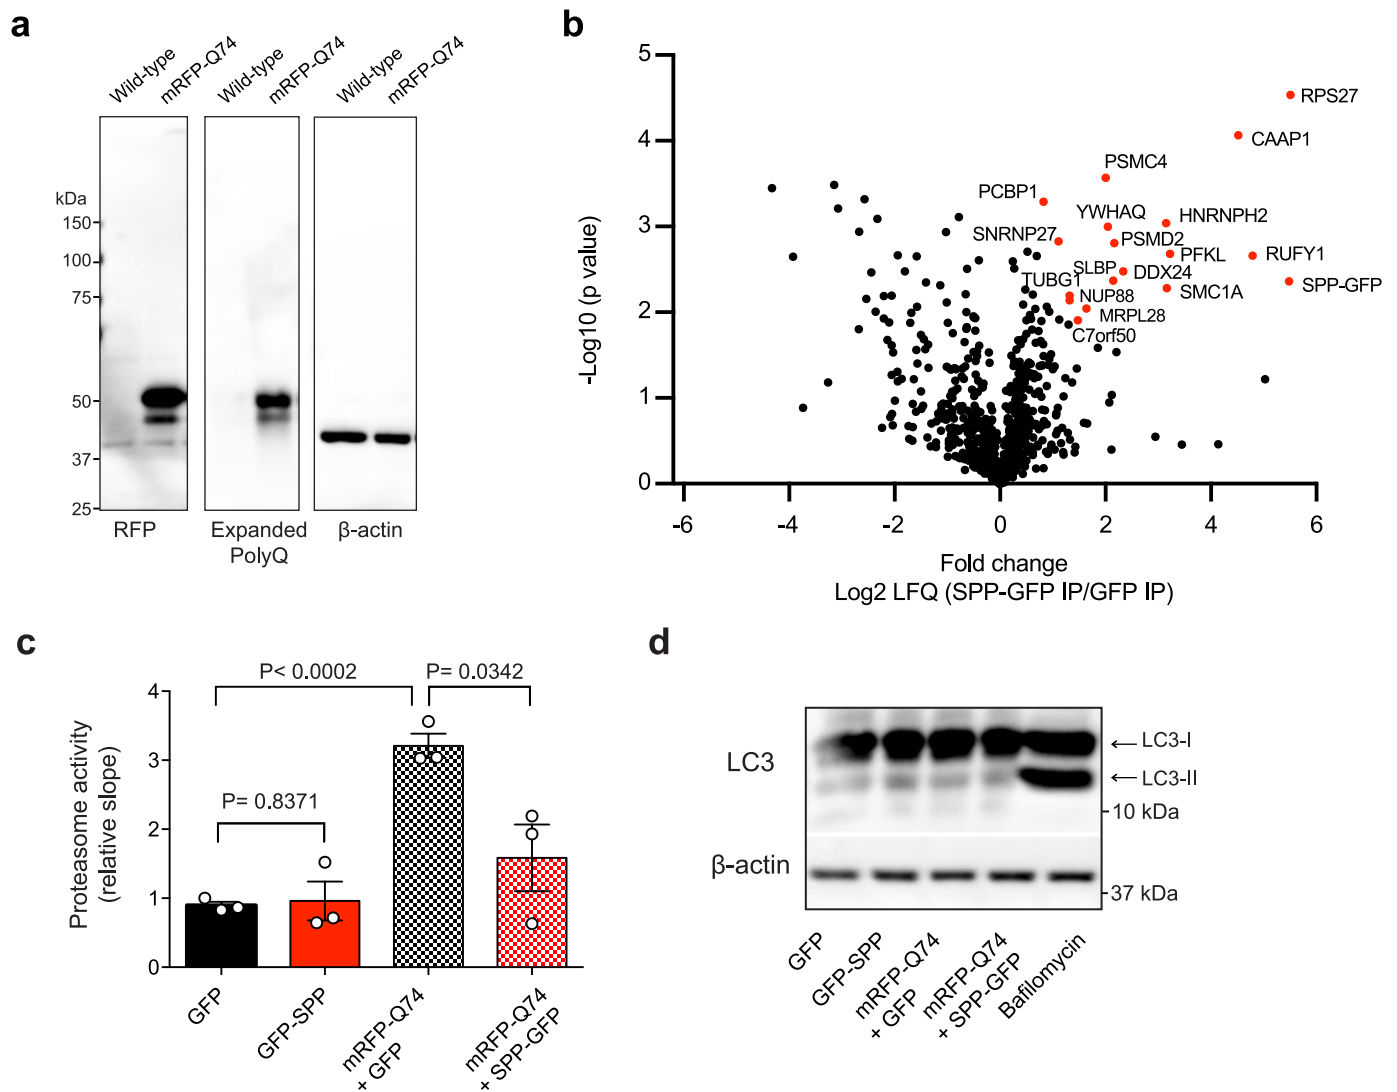 a
Wild-type
mRFP-Q74
Wild-type
mRFP-Q74
Wild-type
mRFP-Q74
kDa
150
100
75
50
37
25
RFP
Expanded
PolyQ
β-actin
b
5
4
3
2
1
0
-Log10 (p value)
RPS27
CAAP1
PSMC4
PCBP1
YWHAQ
HNRNPH2
SNRNP27
PSMD2
PFKL
RUFY1
SLBP
DDX24
SPP-GFP
TUBG1
NUP88
SMC1A
MRPL28
C7orf50
-6
-4
-2
0
2
4
6
Fold change
Log2 LFQ (SPP-GFP IP/GFP IP)
c
P< 0.0002
P= 0.0342
P= 0.8371
4
3
2
1
0
Proteasome activity
(relative slope)
GFP
GFP-SPP
mRFP-Q74
+ GFP
mRFP-Q74
+ SPP-GFP
d
LC3
LC3-I
LC3-II
10 kDa
β-actin
37 kDa
GFP
GFP-SPP
mRFP-Q74
+ GFP
mRFP-Q74
+ SPP-GFP
Bafilomycin